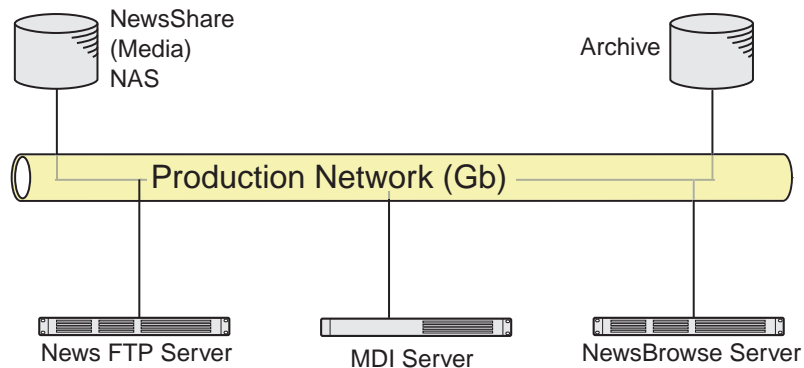 NewsShare
(Media)
NAS
Archive
Production Network (Gb)
News FTP Server
MDI Server
NewsBrowse Server